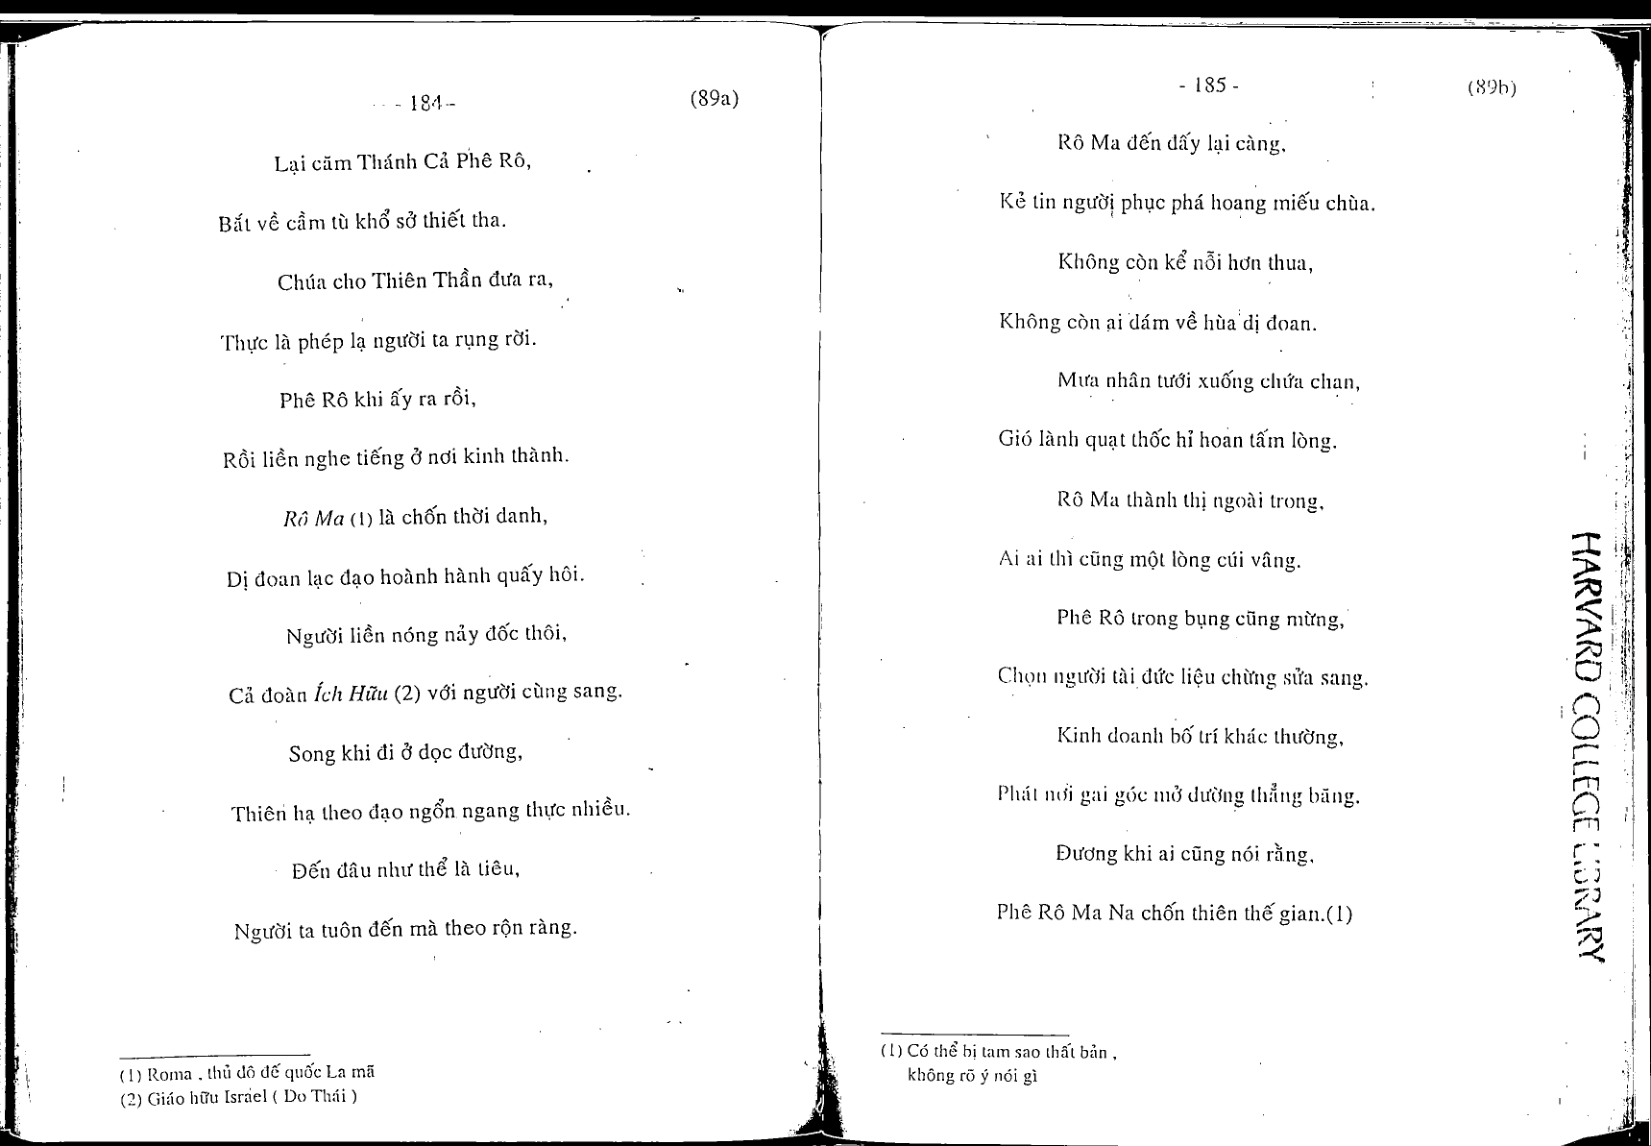 - 184 - (89a)
Lại căm Thánh Cả Phê Rô,
Bắt về cầm tù khổ sở thiết tha.
Chúa cho Thiên Thần đưa ra,
Thực là phép lạ người ta rụng rời.
Phê Rô khi ấy ra rồi,
Rồi liền nghe tiếng ở nơi kinh thành.
Rô Ma (1) là chốn thời danh,
Dị đoan lạc đạo hoành hành quấy hôi.
Người liền nóng nảy đốc thôi,
Cả đoàn Ích Hữu (2) với người cùng sang.
Song khi đi ở dọc đường,
Thiên hạ theo đạo ngổn ngang thực nhiều.
Đến đâu như thể là tiêu,
Người ta tuôn đến mà theo rộn ràng.
(1) Roma , thủ đô đế quốc La mã
(2) Giáo hữu Israel ( Do Thái )
- 185 - (89b)
Rô Ma đến đấy lại càng,
Kẻ tin người phục phá hoang miếu chùa.
Không còn kể nỗi hơn thua,
Không còn ai dám về hùa dị đoan.
Mưa nhân tưới xuống chứa chan,
Gió lành quạt thốc hỉ hoan tấm lòng.
Rô Ma thành thị ngoài trong,
Ai ai thì cũng một lòng cúi vâng.
Phê Rô trong bụng cũng mừng,
Chọn người tài đức liệu chừng sửa sang.
Kinh doanh bố trí khác thường,
Phát nơi gai góc mở đường thẳng băng.
Đương khi ai cũng nói rằng,
Phê Rô Ma Na chốn thiên thế gian.(1)
(1) Có thể bị tam sao thất bản ,
không rõ ý nói gì
HARVARD COLLEGE LIBRARY